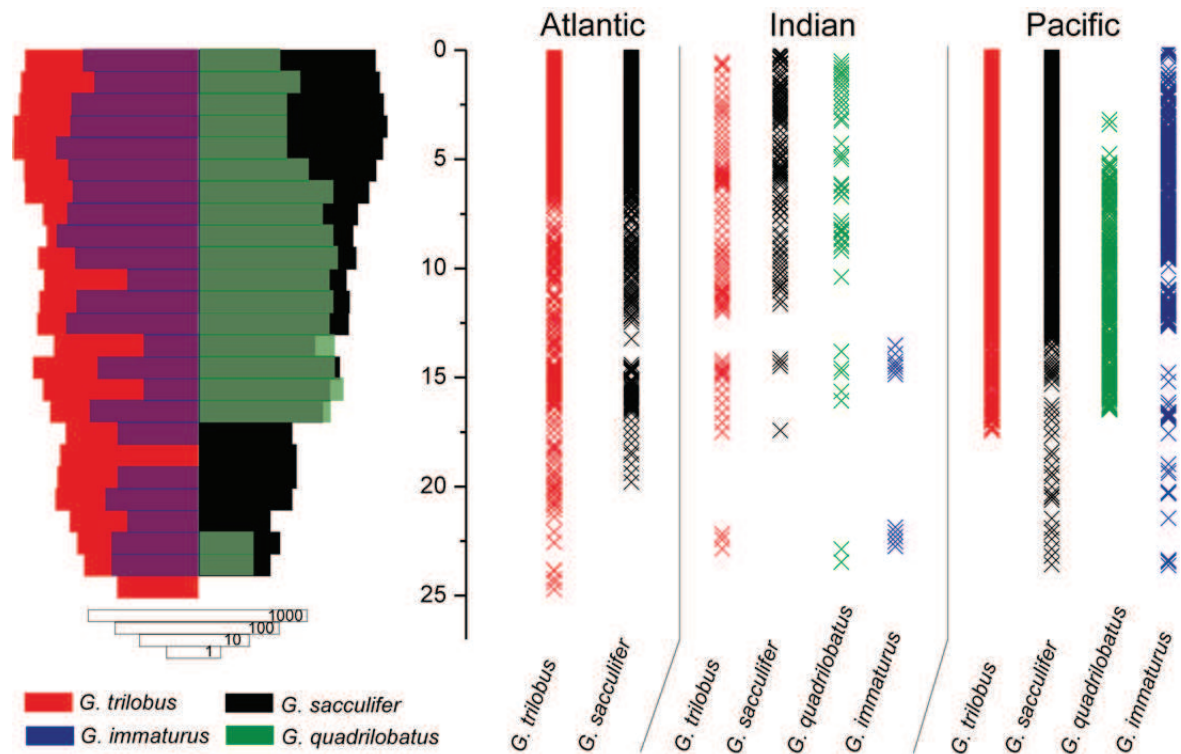 Atlantic Indian Pacific
0
5
10
15
20
25
1000
100
10
1
G. trilobus G. sacculifer
G. immaturus G. quadrilobatus
G. trilobus
G. sacculifer
G. trilobus
G. sacculifer
G. quadrilobatus
G. immaturus
G. trilobus
G. sacculifer
G. quadrilobatus
G. immaturus